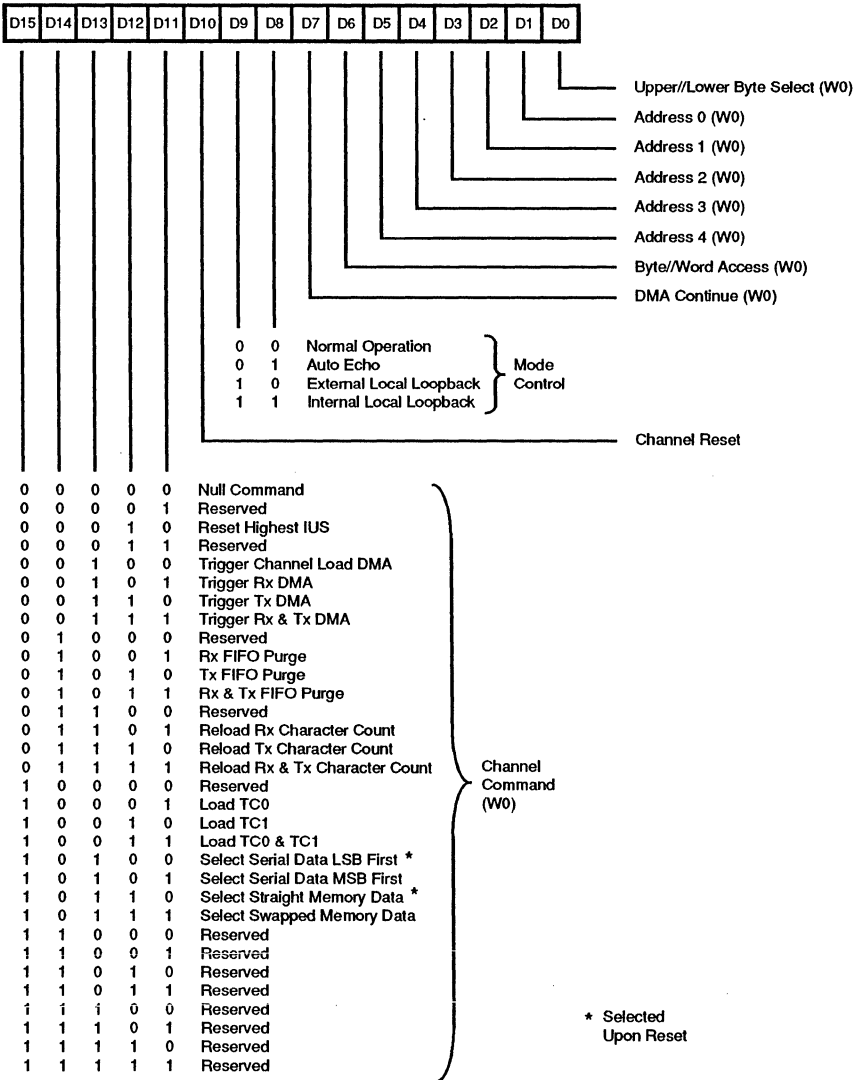 D15 D14 D13 D12 D11 D10 D9 D8 D7 D6 D5 D4 D3 D2 D1 D0
Upper//Lower Byte Select (W0)
Address 0 (W0)
Address 1 (W0)
Address 2 (W0)
Address 3 (W0)
Address 4 (W0)
Byte//Word Access (W0)
DMA Continue (W0)
0 0 Normal Operation
0 1 Auto Echo
1 0 External Local Loopback
1 1 Internal Local Loopback
Mode
Control
Channel Reset
0 0 0 0 0 Null Command
0 0 0 0 1 Reserved
0 0 0 1 0 Reset Highest IUS
0 0 0 1 1 Reserved
0 0 1 0 0 Trigger Channel Load DMA
0 0 1 0 1 Trigger Rx DMA
0 0 1 1 0 Trigger Tx DMA
0 0 1 1 1 Trigger Rx & Tx DMA
0 1 0 0 0 Reserved
0 1 0 0 1 Rx FIFO Purge
0 1 0 1 0 Tx FIFO Purge
0 1 0 1 1 Rx & Tx FIFO Purge
0 1 1 0 0 Reserved
0 1 1 0 1 Reload Rx Character Count
0 1 1 1 0 Reload Tx Character Count
0 1 1 1 1 Reload Rx & Tx Character Count
1 0 0 0 0 Reserved
1 0 0 0 1 Load TC0
1 0 0 1 0 Load TC1
1 0 0 1 1 Load TC0 & TC1
1 0 1 0 0 Select Serial Data LSB First *
1 0 1 0 1 Select Serial Data MSB First
1 0 1 1 0 Select Straight Memory Data *
1 0 1 1 1 Select Swapped Memory Data
1 1 0 0 0 Reserved
1 1 0 0 1 Reserved
1 1 0 1 0 Reserved
1 1 0 1 1 Reserved
1 1 1 0 0 Reserved
1 1 1 0 1 Reserved
1 1 1 1 0 Reserved
1 1 1 1 1 Reserved
Channel
Command
(W0)
* Selected
Upon Reset